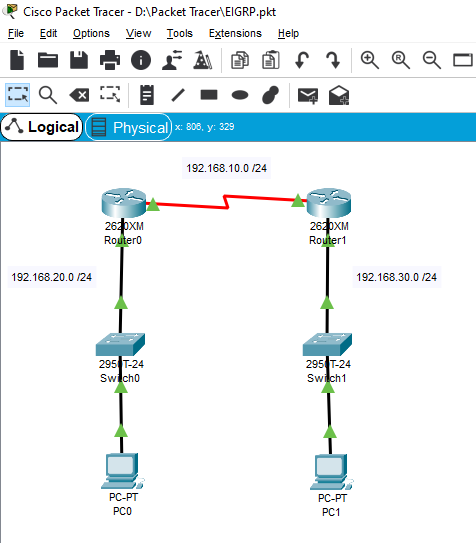 Cisco Packet Tracer - D:\Packet Tracer\EIGRP.pkt
File Edit Options View Tools Extensions Help
R
Logical Physical x: 806, y: 329
192.168.10.0 /24
2620XM 2620XM
Router0 Router1
192.168.20.0 /24 192.168.30.0 /24
2950T-24 2950T-24
Switch0 Switch1
PC-PT PC-PT
PC0 PC1